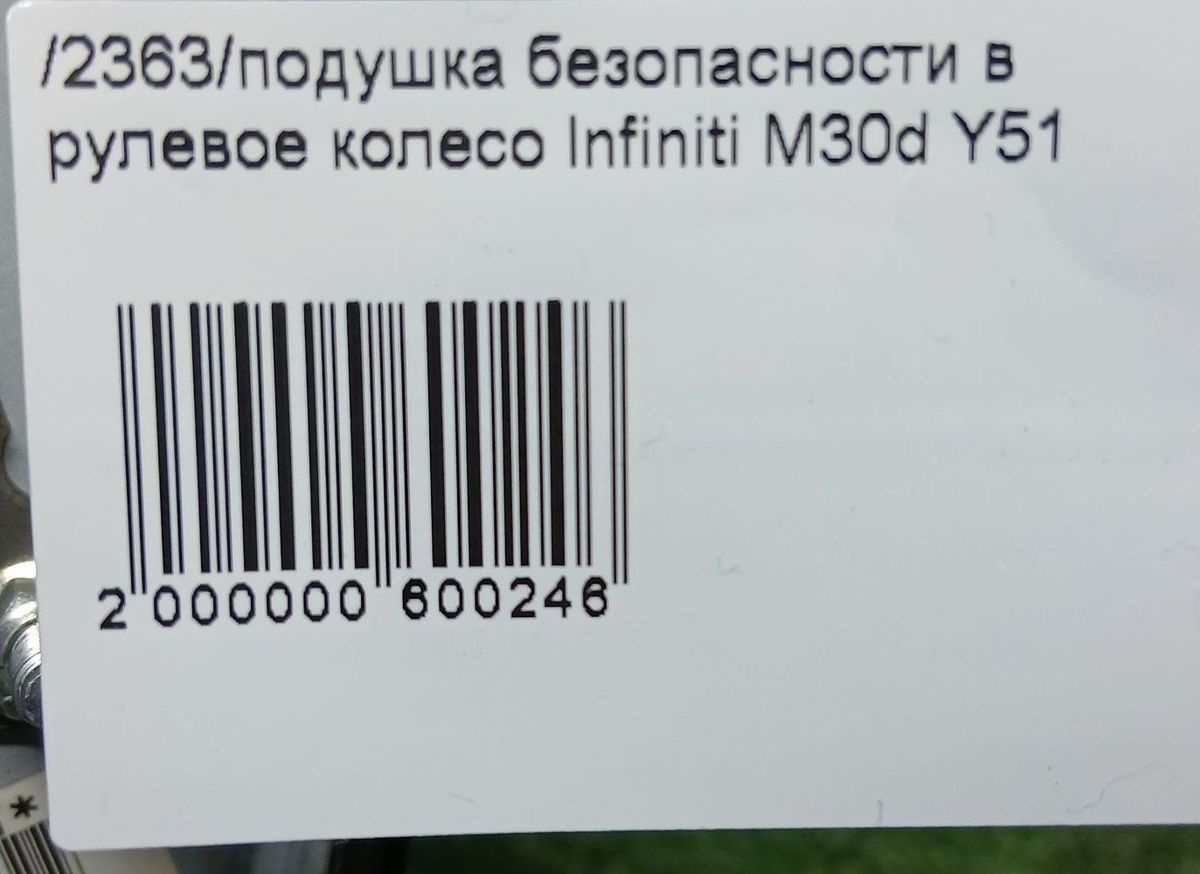 /2363/подушка безопасности в
рулевое колесо Infiniti M30d Y51
2 000000 600246
*